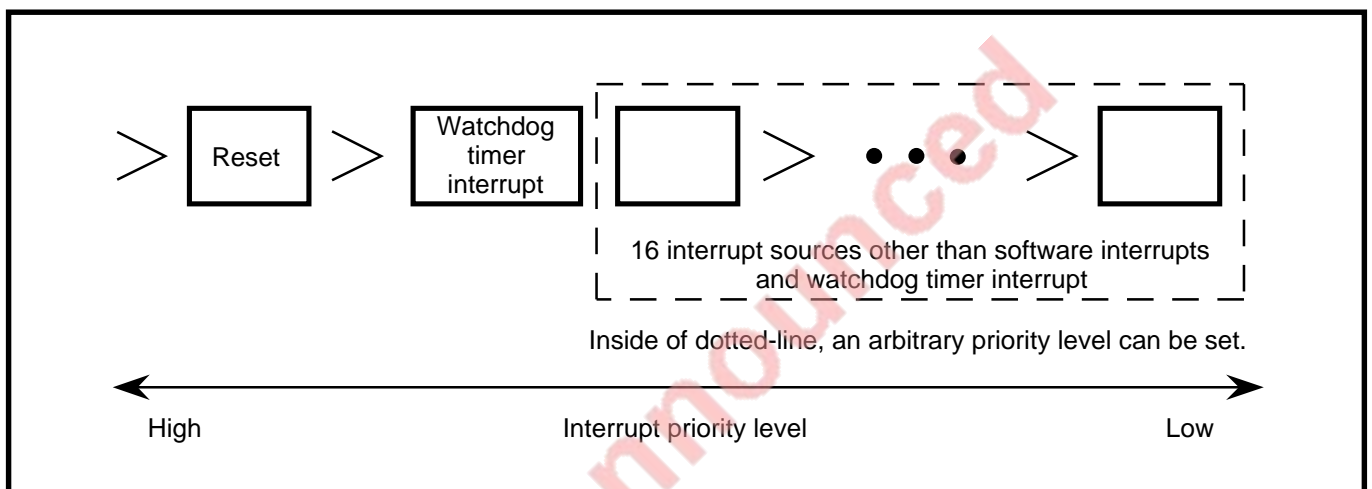 Reset
Watchdog
timer
interrupt
16 interrupt sources other than software interrupts
and watchdog timer interrupt
Inside of dotted-line, an arbitrary priority level can be set.
High
Interrupt priority level
Low
nnounced